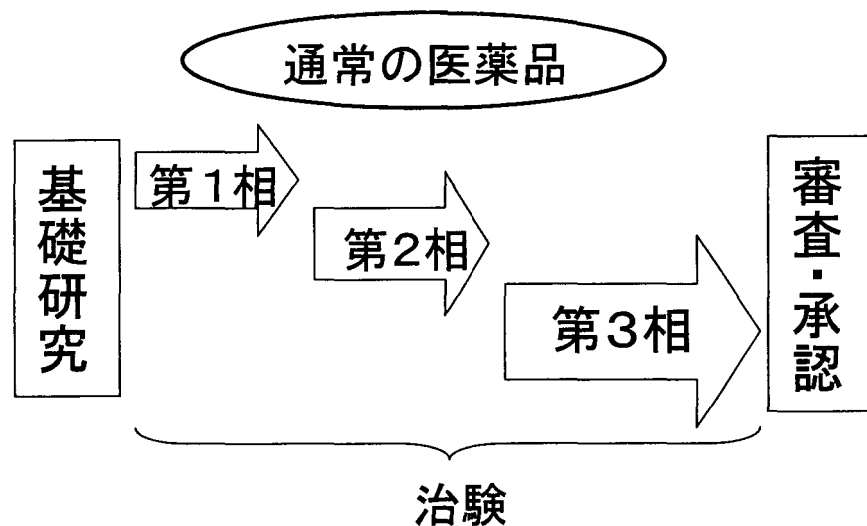 通常の医薬品
基礎研究
第1相
第2相
第3相
審査・承認
治験